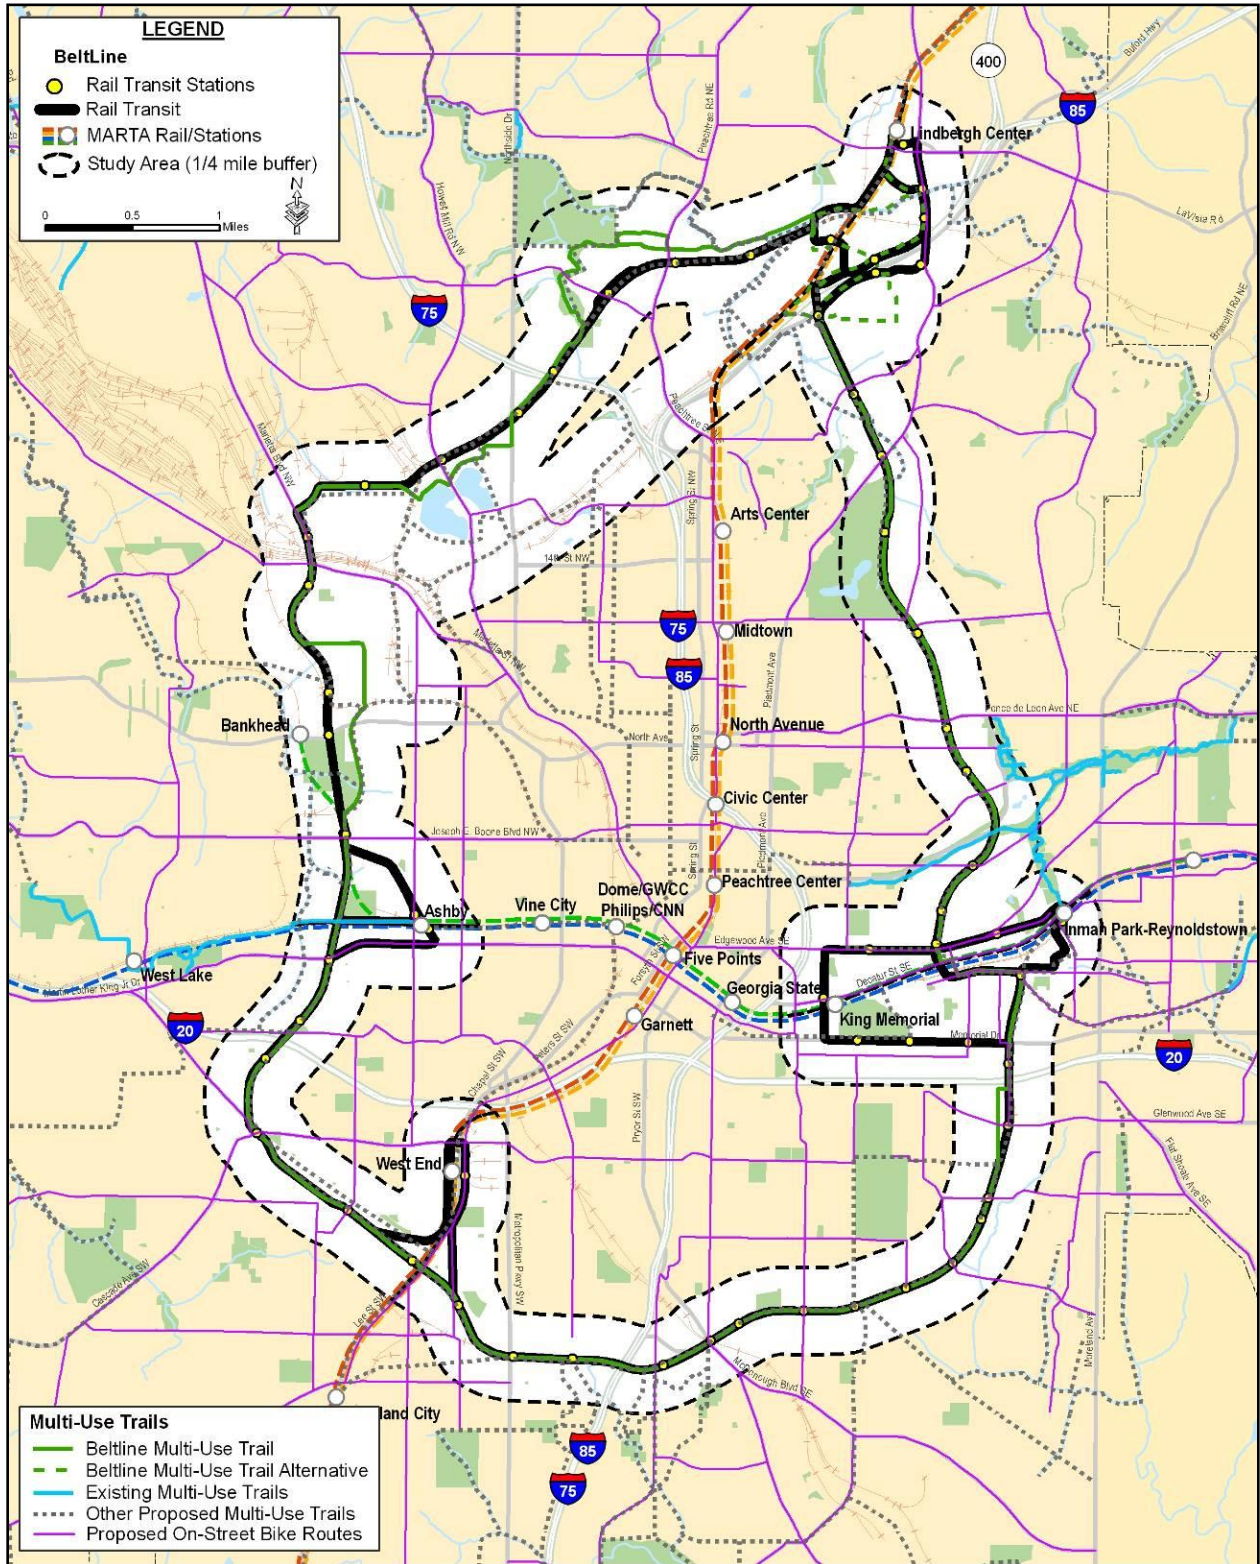 LEGEND
BeltLine
Rail Transit Stations
Rail Transit
MARTA Rail/Stations
Study Area (1/4 mile buffer)
N
0 0.5 1
Miles
400
Buford Hwy
85
Lindbergh Center
Northside Dr
Peachtree Rd NE
Howell Mill Rd NW
LaVista Rd
75
Briarcliff Rd NE
Marietta Blvd NW
Spring St NW
Arts Center
14th St NW
75
Midtown
85
Marietta St NW
Piedmont Ave
Bankhead
North Ave
Spring St
North Avenue
Ponce de Leon Ave NE
Civic Center
Joseph E. Boone Blvd NW
Piedmont Ave
Spring St
Peachtree Center
Dome/GWCC
Philips/CNN
Vine City
Ashby
Edgewood Ave SE
Inman Park-Reynoldstown
Forsyth St SW
Five Points
West Lake
Decatur St SE
Martin Luther King Jr Dr
Georgia State
King Memorial
Garnett
20
Memorial Dr
20
Peters St SW
Chapel St SW
Pryor St SW
Glenwood Ave SE
West End
Flat Shoals Ave SE
Metropolitan Pkwy SW
Cascade Ave SW
Lee St SW
Moreland Ave
McDonough Blvd SE
land City
85
75
Multi-Use Trails
Beltline Multi-Use Trail
Beltline Multi-Use Trail Alternative
Existing Multi-Use Trails
Other Proposed Multi-Use Trails
Proposed On-Street Bike Routes